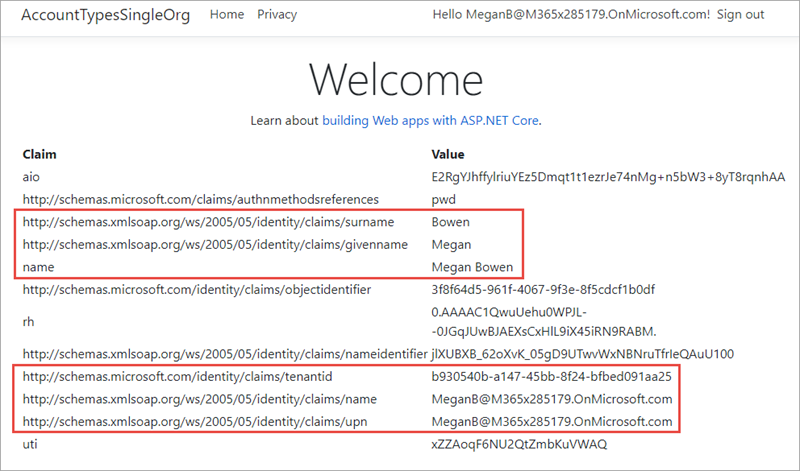 AccountTypesSingleOrg Home Privacy Hello MeganB@M365x285179.OnMicrosoft.com! Sign out
Welcome
Learn about building Web apps with ASP.NET Core.
Claim Value
aio E2RgYJhffylriuYEz5Dmqt1t1ezrJe74nMg+n5bW3+8yT8rqnhAA
http://schemas.microsoft.com/claims/authnmethodsreferences pwd
http://schemas.xmlsoap.org/ws/2005/05/identity/claims/surname Bowen
http://schemas.xmlsoap.org/ws/2005/05/identity/claims/givenname Megan
name Megan Bowen
http://schemas.microsoft.com/identity/claims/objectidentifier 3f8f64d5-961f-4067-9f3e-8f5cdcf1b0df
rh 0.AAAAC1QwuUehu0WPJL-
-0JGqJUwBJAEXsCxHlL9iX45iRN9RABM.
http://schemas.xmlsoap.org/ws/2005/05/identity/claims/nameidentifier jlXUBXB_62oXvK_05gD9UTwvWxNBNruTfrIeQAuU100
http://schemas.microsoft.com/identity/claims/tenantid b930540b-a147-45bb-8f24-bfbed091aa25
http://schemas.xmlsoap.org/ws/2005/05/identity/claims/name MeganB@M365x285179.OnMicrosoft.com
http://schemas.xmlsoap.org/ws/2005/05/identity/claims/upn MeganB@M365x285179.OnMicrosoft.com
uti xZZAoqF6NU2QtZmbKuVWAQ